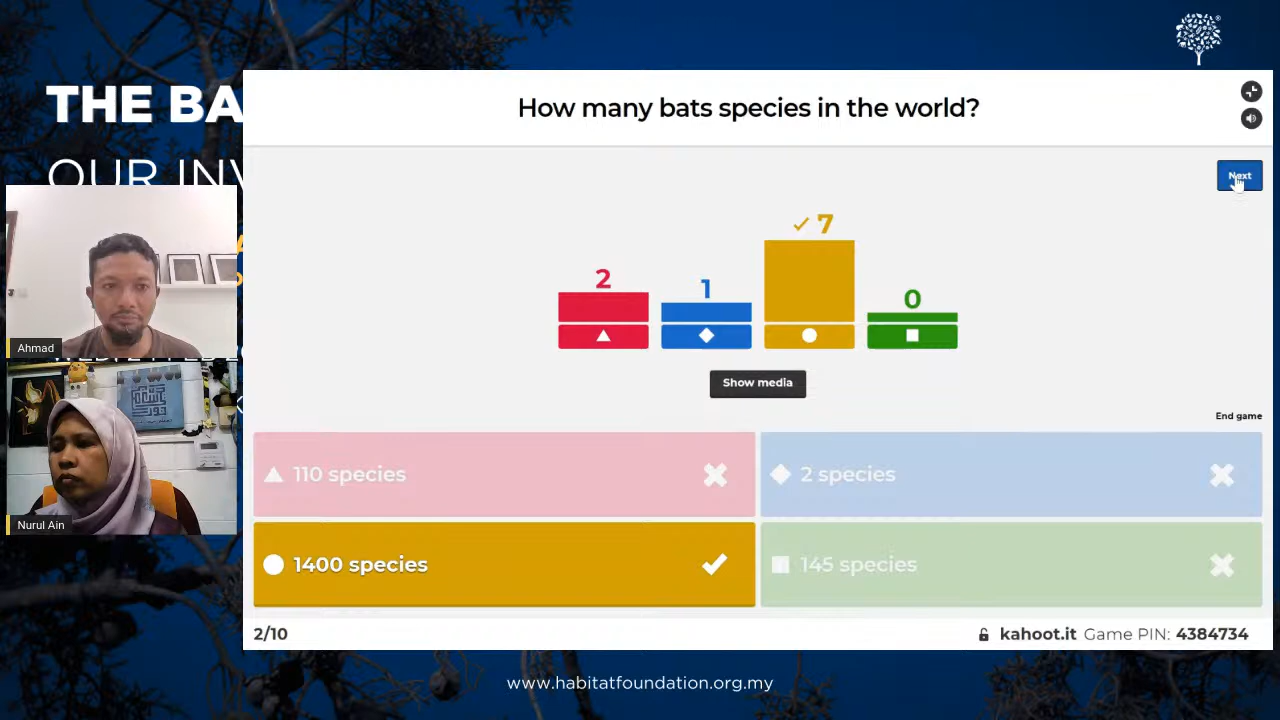 THE BA
OUR INV
How many bats species in the world?
Next
2
1
7
0
Show media
End game
110 species
2 species
1400 species
145 species
2/10
kahoot.it Game PIN: 4384734
Ahmad
Nurul Ain
www.habitatfoundation.org.my